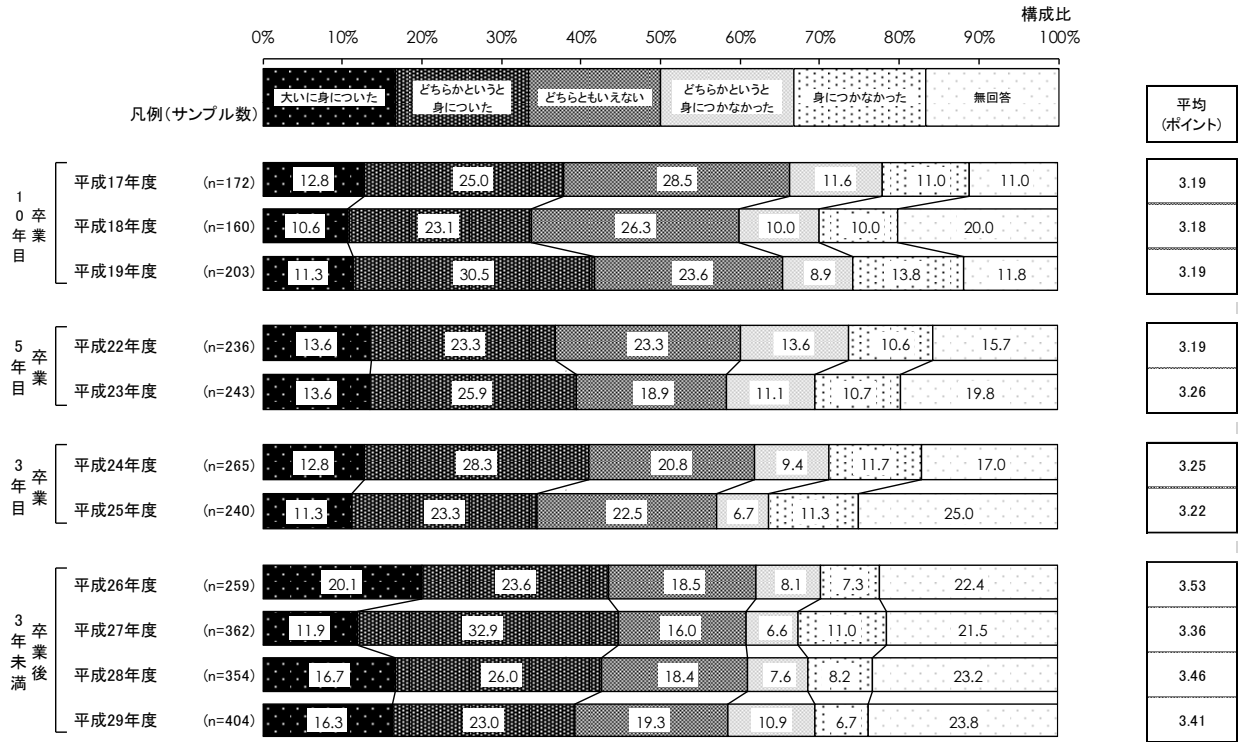 構成比
0% 10% 20% 30% 40% 50% 60% 70% 80% 90% 100%
凡例(サンプル数)
大いに身についた
どちらかというと
身についた
どちらともいえない
どちらかというと
身につかなかった
身につかなかった
無回答
平均
(ポイント)
卒業
10年目
平成17年度 (n=172) 12.8 25.0 28.5 11.6 11.0 11.0 3.19
平成18年度 (n=160) 10.6 23.1 26.3 10.0 10.0 20.0 3.18
平成19年度 (n=203) 11.3 30.5 23.6 8.9 13.8 11.8 3.19
卒業
5年目
平成22年度 (n=236) 13.6 23.3 23.3 13.6 10.6 15.7 3.19
平成23年度 (n=243) 13.6 25.9 18.9 11.1 10.7 19.8 3.26
卒業
3年目
平成24年度 (n=265) 12.8 28.3 20.8 9.4 11.7 17.0 3.25
平成25年度 (n=240) 11.3 23.3 22.5 6.7 11.3 25.0 3.22
卒業後
3年未満
平成26年度 (n=259) 20.1 23.6 18.5 8.1 7.3 22.4 3.53
平成27年度 (n=362) 11.9 32.9 16.0 6.6 11.0 21.5 3.36
平成28年度 (n=354) 16.7 26.0 18.4 7.6 8.2 23.2 3.46
平成29年度 (n=404) 16.3 23.0 19.3 10.9 6.7 23.8 3.41